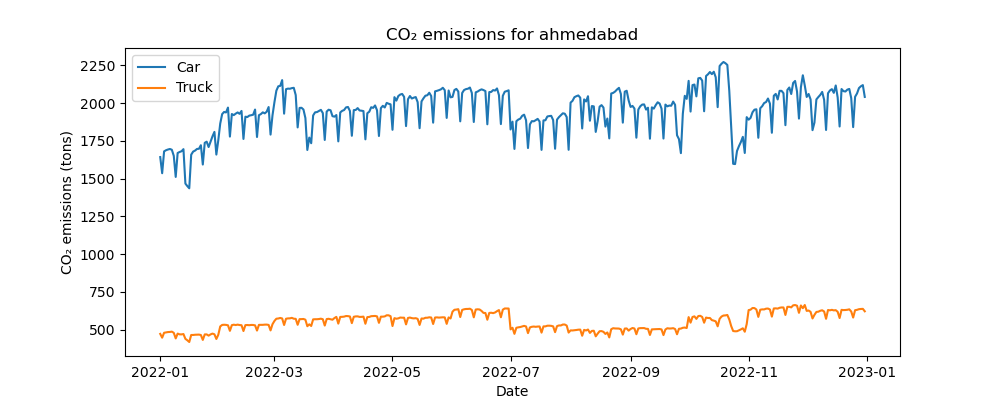 CO₂ emissions for ahmedabad
Car
Truck
CO₂ emissions (tons)
2250
2000
1750
1500
1250
1000
750
500
2022-01 2022-03 2022-05 2022-07 2022-09 2022-11 2023-01
Date